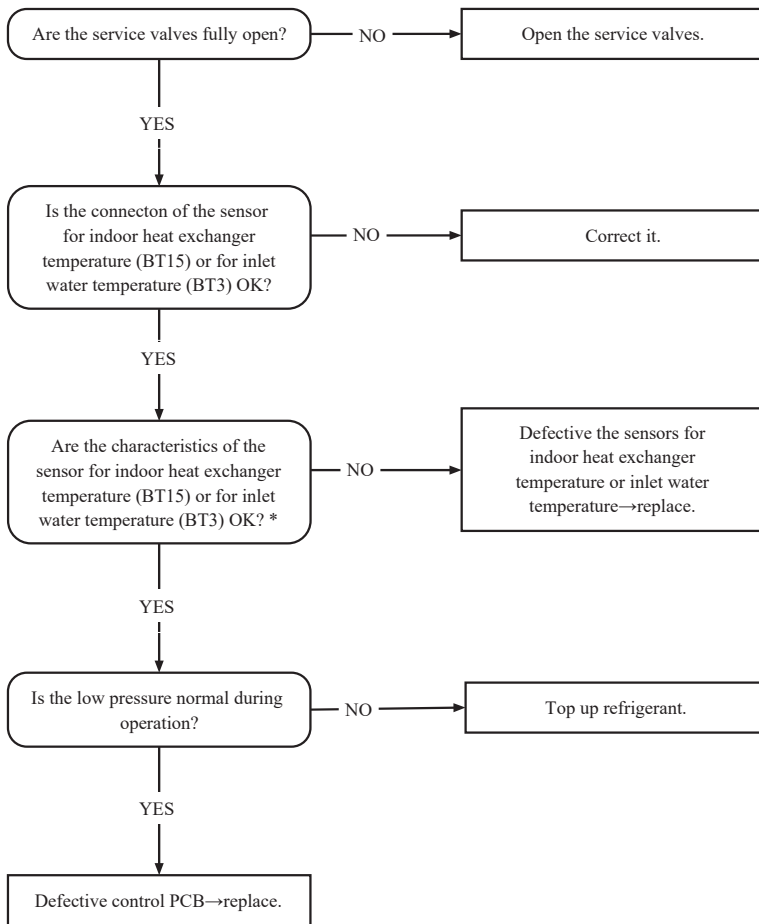 Are the service valves fully open?
NO
Open the service valves.
YES
Is the connecton of the sensor
for indoor heat exchanger
temperature (BT15) or for inlet
water temperature (BT3) OK?
NO
Correct it.
YES
Are the characteristics of the
sensor for indoor heat exchanger
temperature (BT15) or for inlet
water temperature (BT3) OK? *
NO
Defective the sensors for
indoor heat exchanger
temperature or inlet water
temperature→replace.
YES
Is the low pressure normal during
operation?
NO
Top up refrigerant.
YES
Defective control PCB→replace.